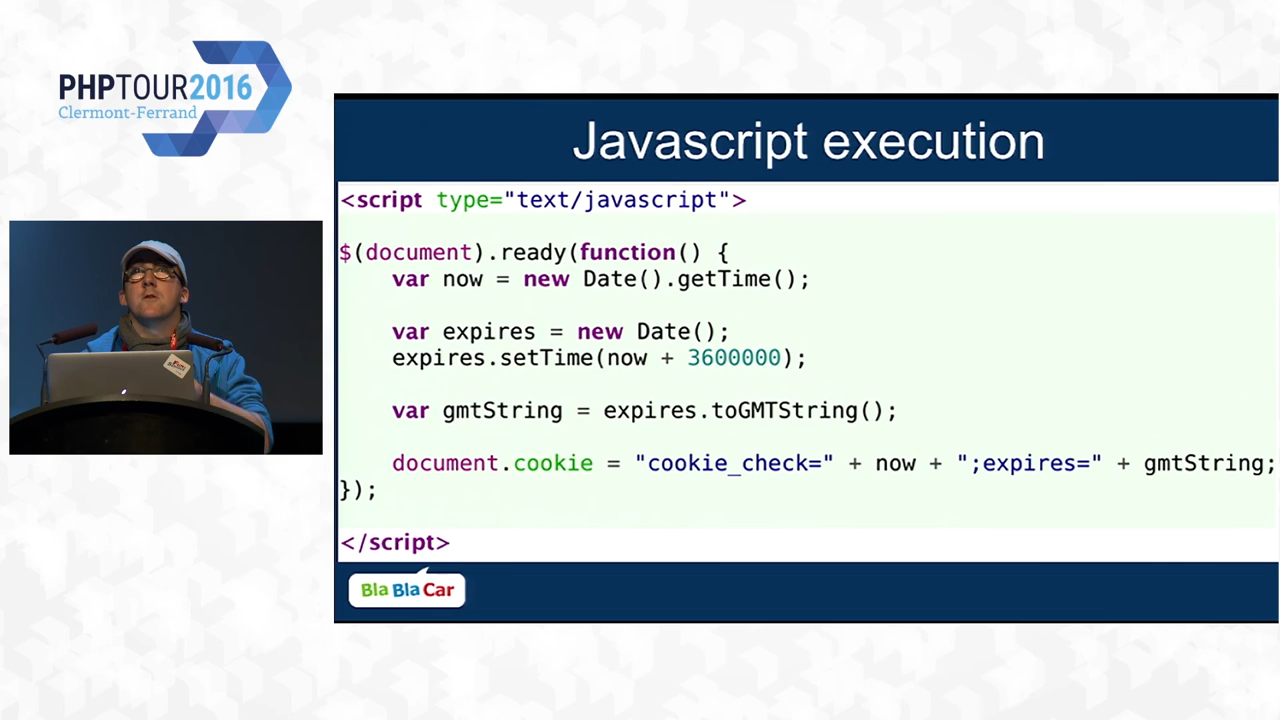 PHPTOUR2016
Clermont-Ferrand
Javascript execution
<script type="text/javascript">
$(document).ready(function() {
    var now = new Date().getTime();
    var expires = new Date();
    expires.setTime(now + 3600000);
    var gmtString = expires.toGMTString();
    document.cookie = "cookie_check=" + now + ";expires=" + gmtString;
});
</script>
BlaBlaCar